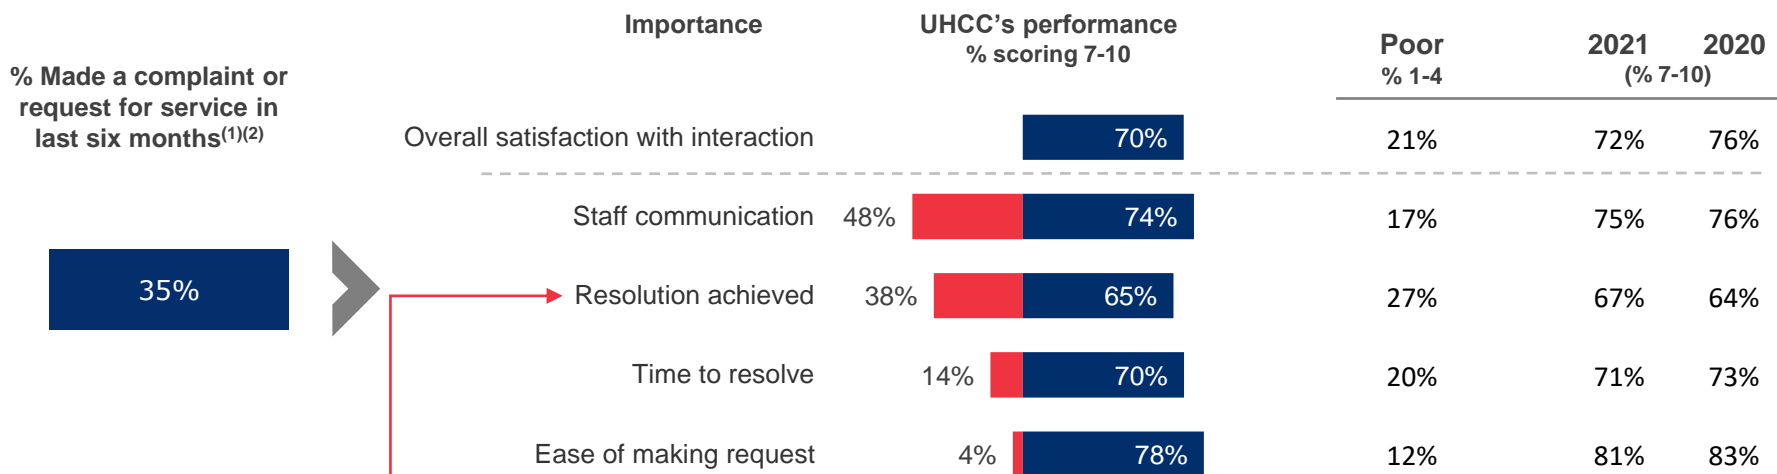 Importance
UHCC’s performance
% scoring 7-10
Poor
% 1-4
2021 2020
(% 7-10)
% Made a complaint or
request for service in
last six months(1)(2)
35%
Overall satisfaction with interaction 70% 21% 72% 76%
Staff communication 48% 74% 17% 75% 76%
Resolution achieved 38% 65% 27% 67% 64%
Time to resolve 14% 70% 20% 71% 73%
Ease of making request 4% 78% 12% 81% 83%